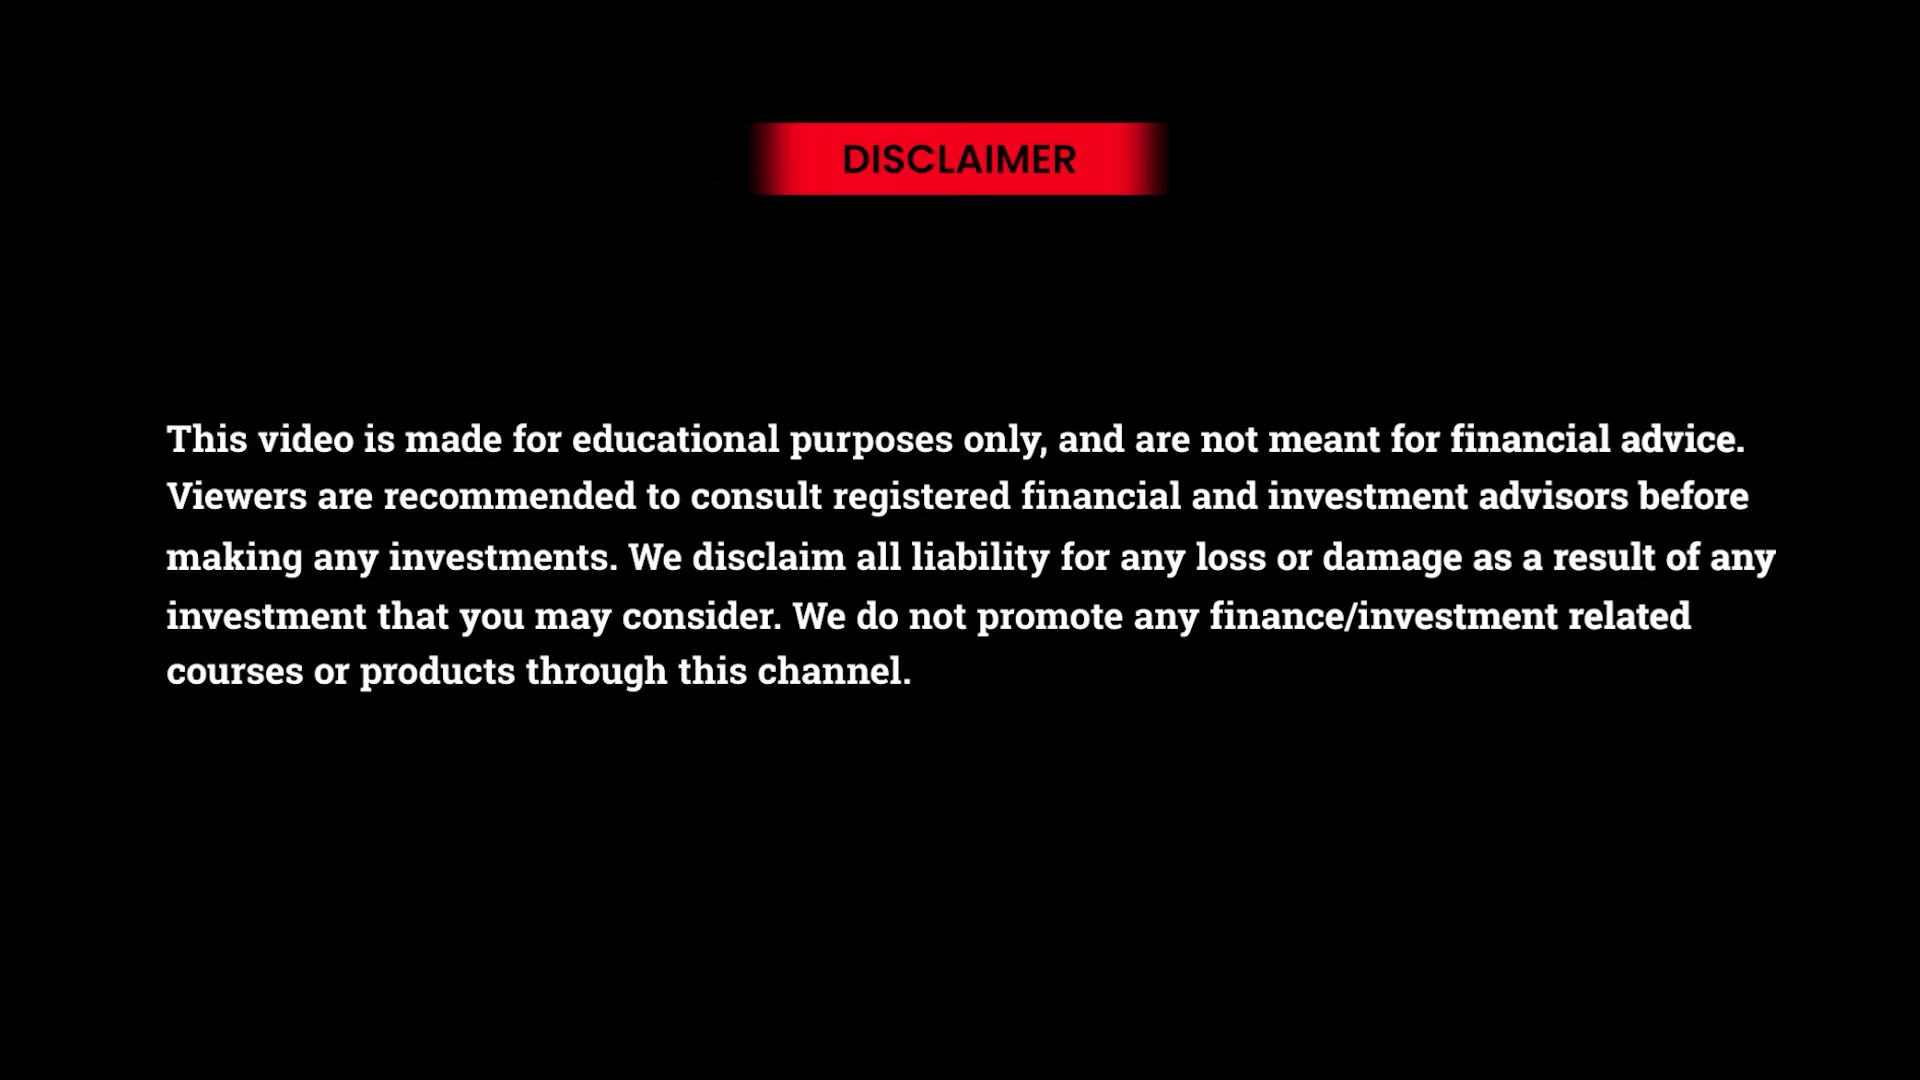 DISCLAIMER
This video is made for educational purposes only, and are not meant for financial advice.
Viewers are recommended to consult registered financial and investment advisors before
making any investments. We disclaim all liability for any loss or damage as a result of any
investment that you may consider. We do not promote any finance/investment related
courses or products through this channel.